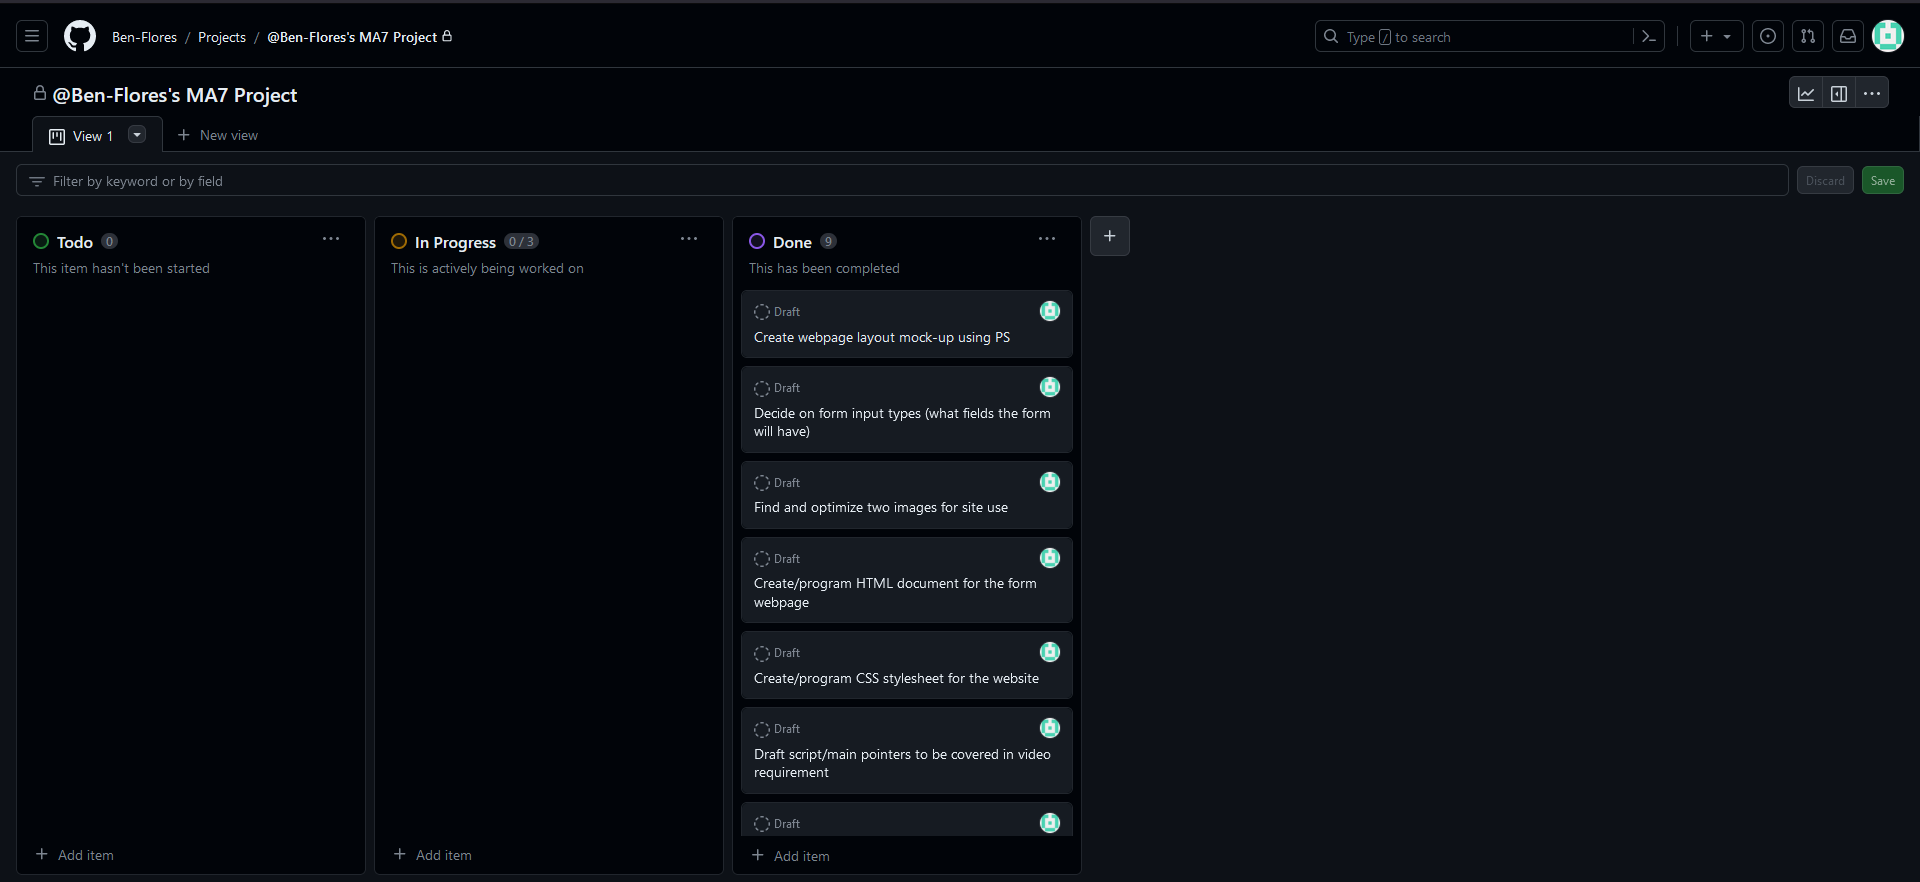 Ben-Flores / Projects / @Ben-Flores's MA7 Project
Type / to search
@Ben-Flores's MA7 Project
View 1
New view
Filter by keyword or by field
Discard
Save
Todo 0
This item hasn't been started
Add item
In Progress 0 / 3
This is actively being worked on
Add item
Done 9
This has been completed
Draft
Create webpage layout mock-up using PS
Draft
Decide on form input types (what fields the form
will have)
Draft
Find and optimize two images for site use
Draft
Create/program HTML document for the form
webpage
Draft
Create/program CSS stylesheet for the website
Draft
Draft script/main pointers to be covered in video
requirement
Draft
Add item